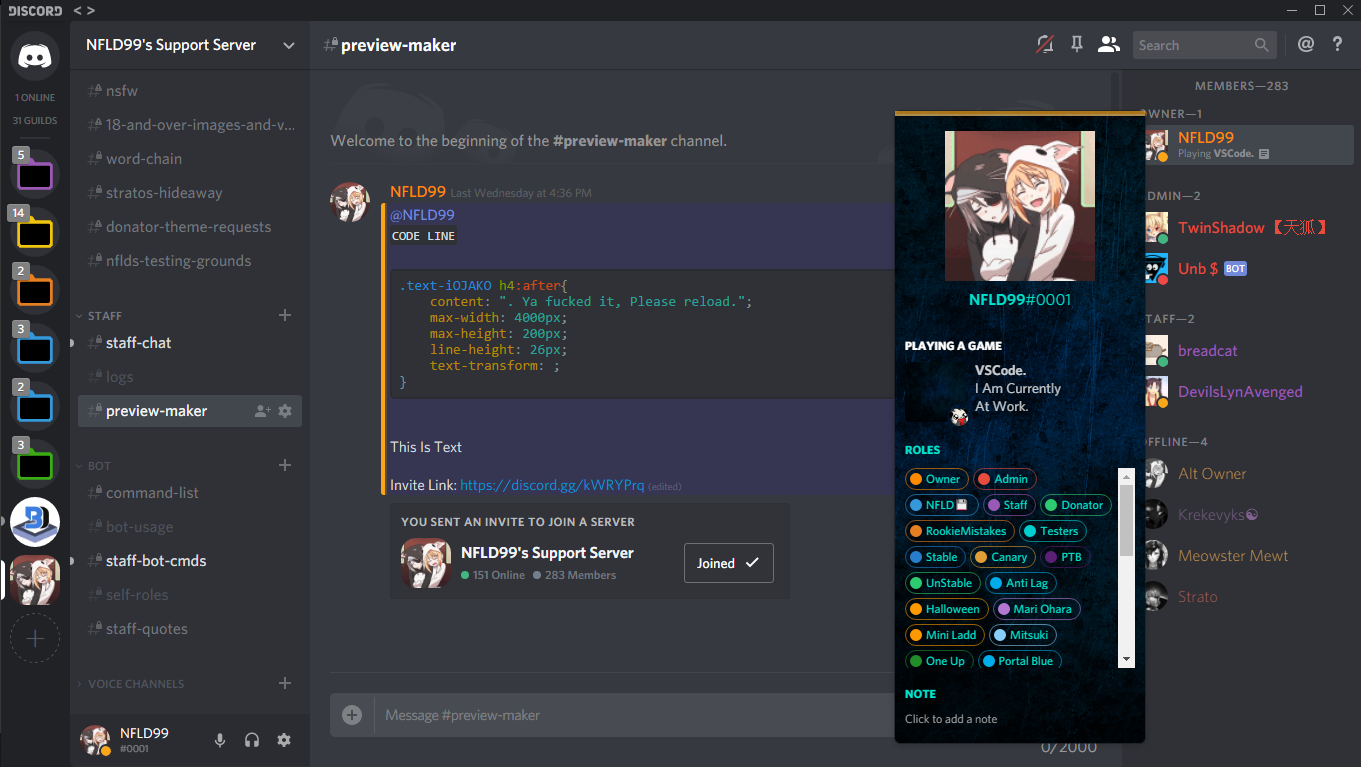 DISCORD < >
1 ONLINE
31 GUILDS
5
14
2
3
2
3
NFLD99's Support Server
nsfw
18-and-over-images-and-v...
word-chain
stratos-hideaway
donator-theme-requests
nflds-testing-grounds
STAFF
staff-chat
logs
preview-maker
BOT
command-list
bot-usage
staff-bot-cmds
self-roles
staff-quotes
VOICE CHANNELS
NFLD99
#0001
#preview-maker
Search
@ ?
Welcome to the beginning of the #preview-maker channel.
NFLD99 Last Wednesday at 4:36 PM
@NFLD99
CODE LINE
.text-iOJAKO h4:after{
content: ". Ya fucked it, Please reload.";
max-width: 4000px;
max-height: 200px;
line-height: 26px;
text-transform: ;
}
This Is Text
Invite Link: https://discord.gg/kWRYPrq (edited)
YOU SENT AN INVITE TO JOIN A SERVER
NFLD99's Support Server
151 Online 283 Members
Joined
Message #preview-maker
0/2000
NFLD99#0001
PLAYING A GAME
VSCode.
I Am Currently
At Work.
ROLES
Owner Admin
NFLD💾 Staff Donator
RookieMistakes Testers
Stable Canary PTB
UnStable Anti Lag
Halloween Mari Ohara
Mini Ladd Mitsuki
One Up Portal Blue
NOTE
Click to add a note
MEMBERS—283
OWNER—1
NFLD99
Playing VSCode.
DMIN—2
TwinShadow【天狐】
Unb $ BOT
TAFF—2
breadcat
DevilsLynAvenged
FFLINE—4
Alt Owner
Krekevyks☯
Meowster Mewt
Strato